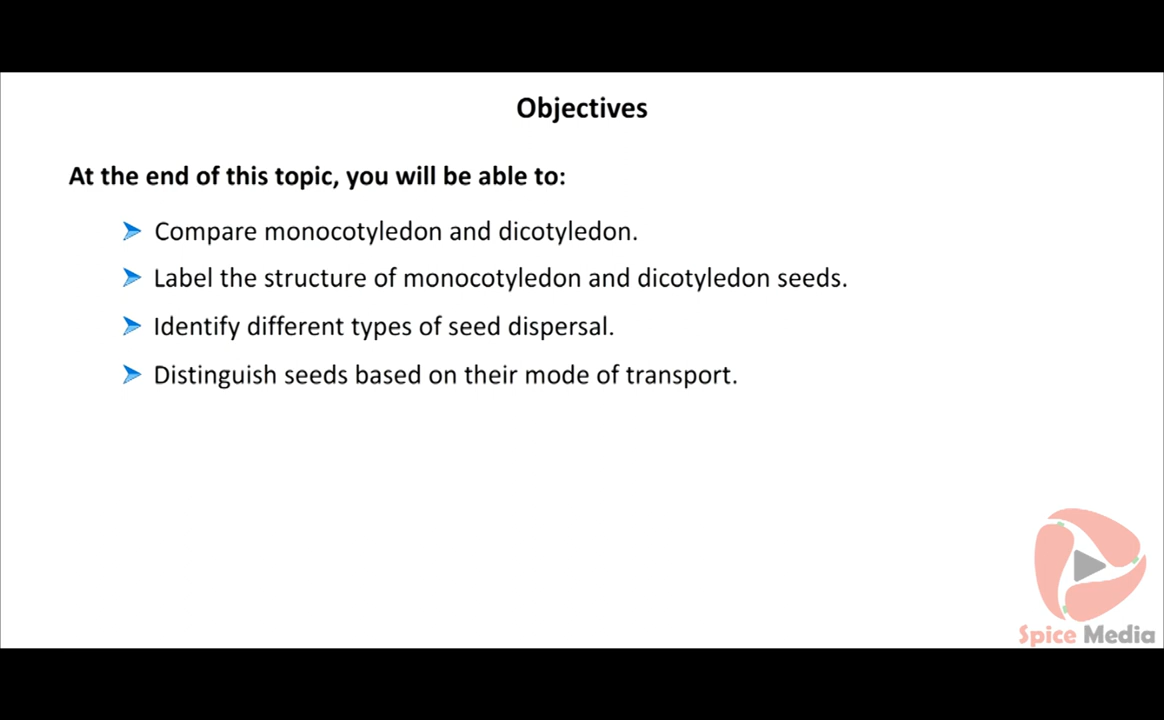 Objectives
At the end of this topic, you will be able to:
Compare monocotyledon and dicotyledon.
Label the structure of monocotyledon and dicotyledon seeds.
Identify different types of seed dispersal.
Distinguish seeds based on their mode of transport.
Spice Media